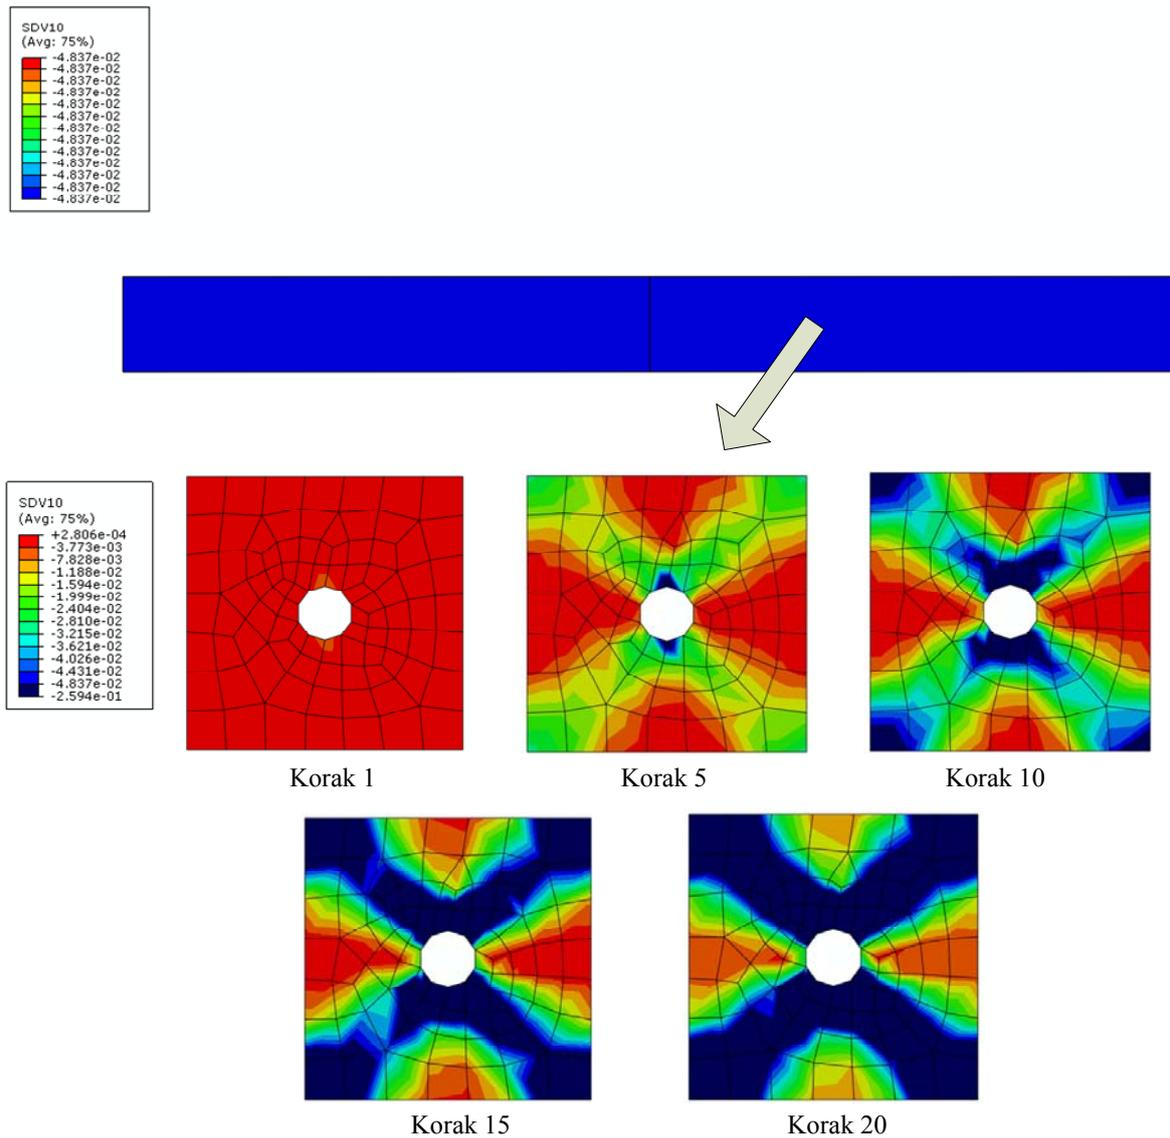 SDV10
(Avg: 75%)
-4.837e-02
-4.837e-02
-4.837e-02
-4.837e-02
-4.837e-02
-4.837e-02
-4.837e-02
-4.837e-02
-4.837e-02
-4.837e-02
-4.837e-02
-4.837e-02
-4.837e-02
SDV10
(Avg: 75%)
+2.806e-04
-3.773e-03
-7.828e-03
-1.188e-02
-1.594e-02
-1.999e-02
-2.404e-02
-2.810e-02
-3.215e-02
-3.621e-02
-4.026e-02
-4.431e-02
-4.837e-02
-2.594e-01
Korak 1
Korak 5
Korak 10
Korak 15
Korak 20